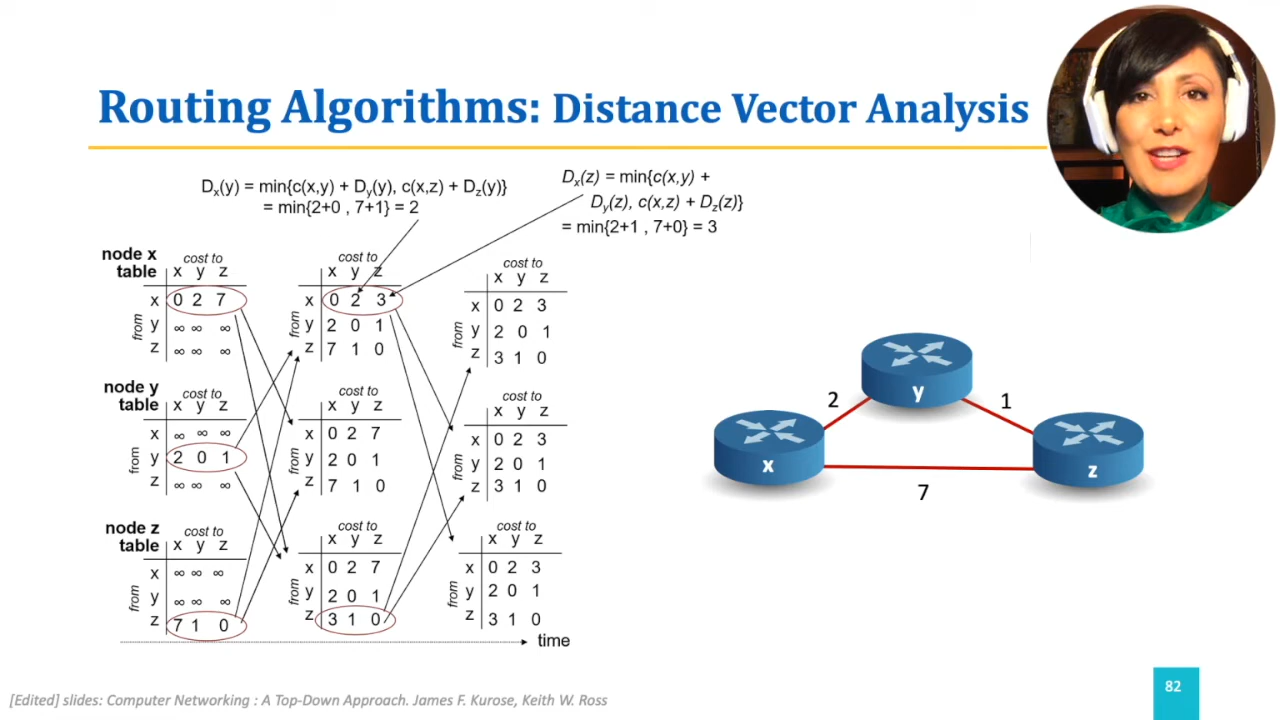 Routing Algorithms: Distance Vector Analysis
Dx(y) = min{c(x,y) + Dy(y), c(x,z) + Dz(y)}
= min{2+0 , 7+1} = 2
Dx(z) = min{c(x,y) +
Dy(z), c(x,z) + Dz(z)}
= min{2+1 , 7+0} = 3
node x
table
cost to
x y z
from
x 0 2 7
y ∞ ∞ ∞
z ∞ ∞ ∞
cost to
x y z
from
x 0 2 3
y 2 0 1
z 7 1 0
cost to
x y z
from
x 0 2 3
y 2 0 1
z 3 1 0
node y
table
cost to
x y z
from
x ∞ ∞ ∞
y 2 0 1
z ∞ ∞ ∞
cost to
x y z
from
x 0 2 7
y 2 0 1
z 7 1 0
cost to
x y z
from
x 0 2 3
y 2 0 1
z 3 1 0
node z
table
cost to
x y z
from
x ∞ ∞ ∞
y ∞ ∞ ∞
z 7 1 0
cost to
x y z
from
x 0 2 7
y 2 0 1
z 3 1 0
cost to
x y z
from
x 0 2 3
y 2 0 1
z 3 1 0
time
y
2
1
x
z
7
[Edited] slides: Computer Networking : A Top-Down Approach. James F. Kurose, Keith W. Ross
82